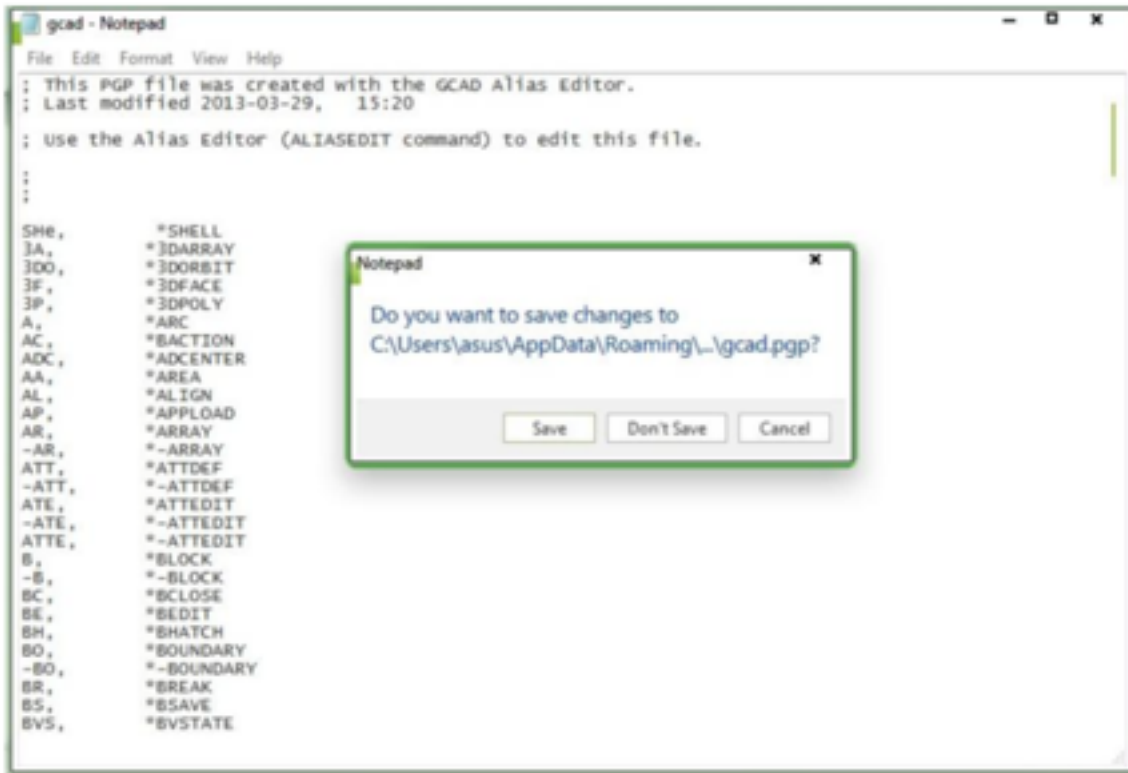 gcad - Notepad
File Edit Format View Help
; This PGP file was created with the GCAD Alias Editor.
; Last modified 2013-03-29, 15:20
; Use the Alias Editor (ALIASEDIT command) to edit this file.
;
;
SHe, *SHELL
3A, *3DARRAY
3DO, *3DORBIT
3F, *3DFACE
3P, *3DPOLY
A, *ARC
AC, *BACTION
ADC, *ADCENTER
AA, *AREA
AL, *ALIGN
AP, *APPLOAD
AR, *ARRAY
-AR, *-ARRAY
ATT, *ATTDEF
-ATT, *-ATTDEF
ATE, *ATTEDIT
-ATE, *-ATTEDIT
ATTE, *-ATTEDIT
B, *BLOCK
-B, *-BLOCK
BC, *BCLOSE
BE, *BEDIT
BH, *BHATCH
BO, *BOUNDARY
-BO, *-BOUNDARY
BR, *BREAK
BS, *BSAVE
BVS, *BVSTATE
Notepad
Do you want to save changes to
C:\Users\asus\AppData\Roaming\...\gcad.pgp?
Save Don't Save Cancel